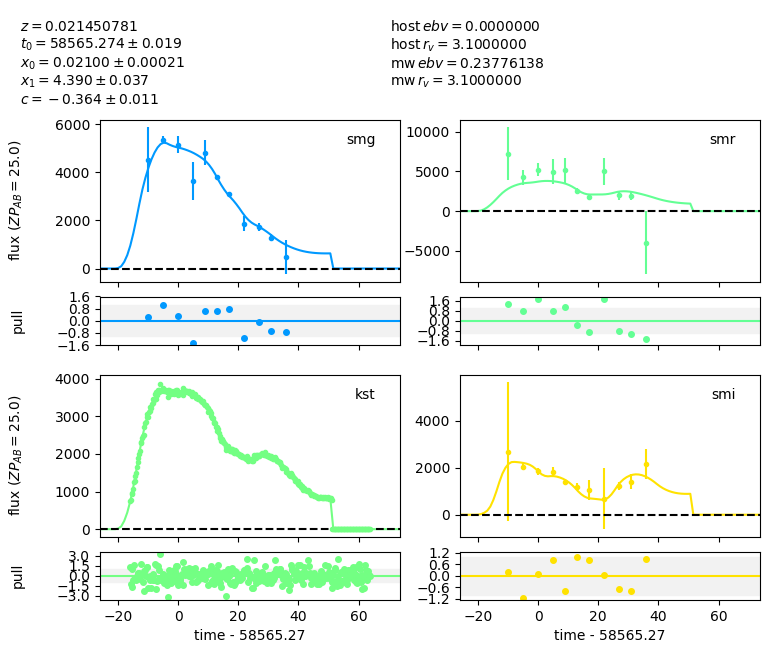 z = 0.021450781
t0 = 58565.274 ± 0.019
x0 = 0.02100 ± 0.00021
x1 = 4.390 ± 0.037
c = −0.364 ± 0.011
host ebv = 0.0000000
host rv = 3.1000000
mw ebv = 0.23776138
mw rv = 3.1000000
flux (ZPAB = 25.0)
6000
4000
2000
0
smg
10000
5000
0
−5000
smr
pull
1.6
0.8
0.0
−0.8
−1.6
1.6
0.8
0.0
−0.8
−1.6
flux (ZPAB = 25.0)
4000
3000
2000
1000
0
kst
4000
2000
0
smi
pull
3.0
1.5
0.0
−1.5
−3.0
1.2
0.6
0.0
−0.6
−1.2
−20 0 20 40 60
−20 0 20 40 60
time - 58565.27
time - 58565.27